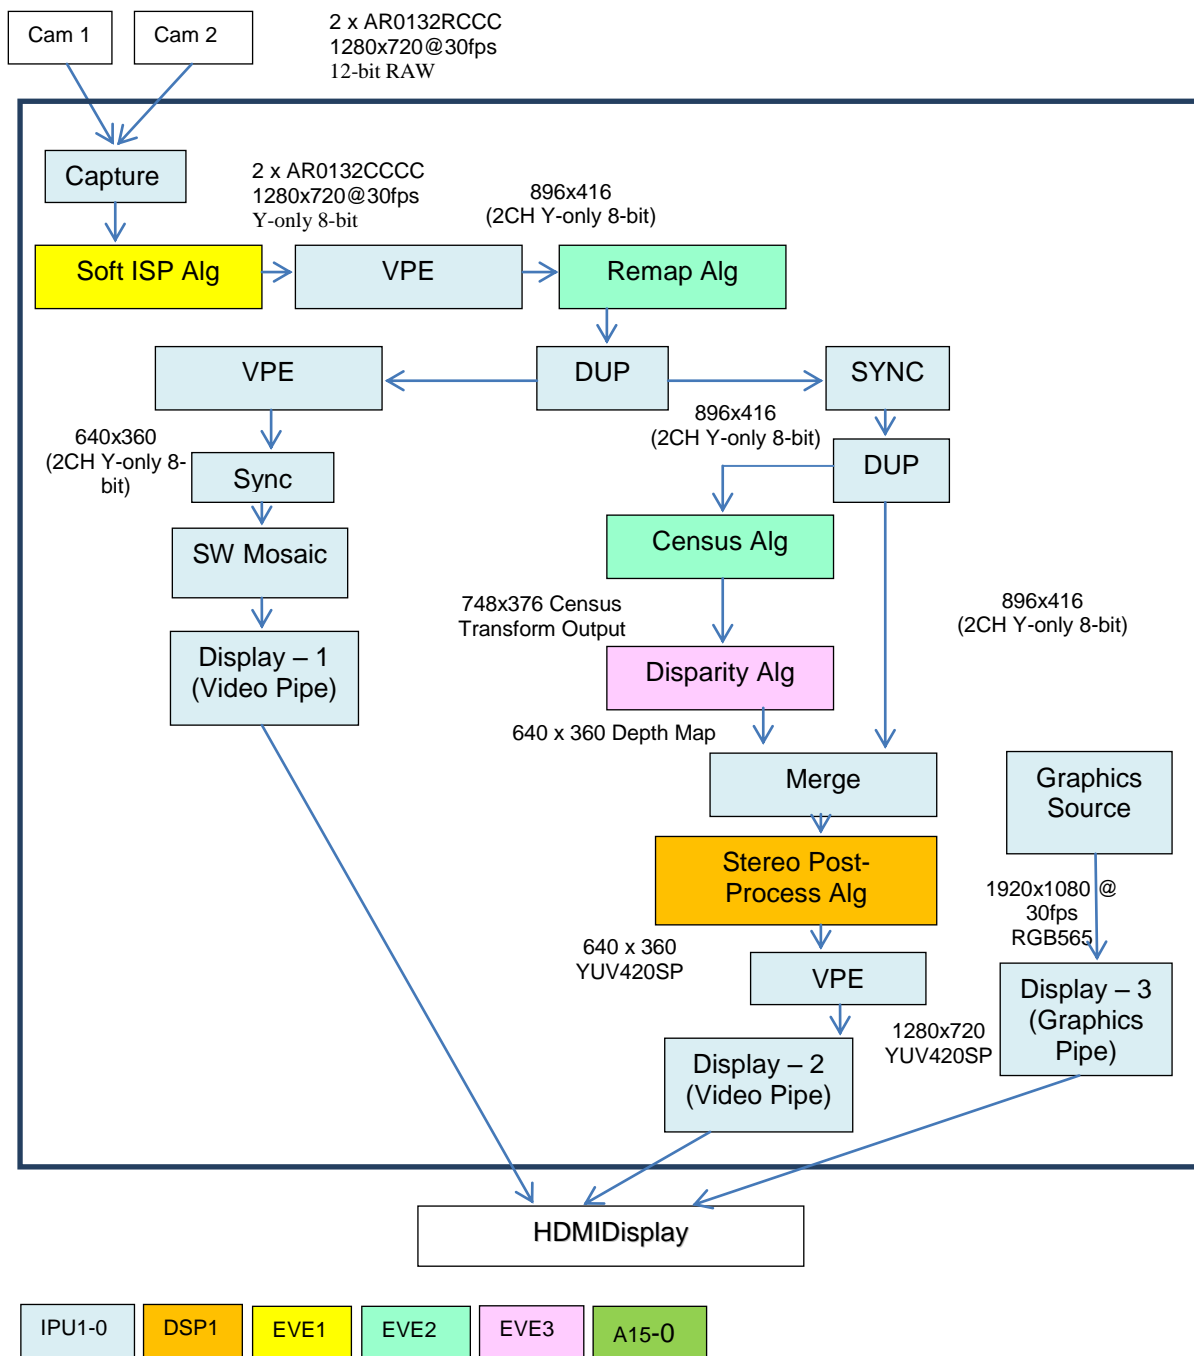 Cam 1
Cam 2
2 x AR0132RCCC
1280x720@30fps
12-bit RAW
Capture
2 x AR0132CCCC
1280x720@30fps
Y-only 8-bit
896x416
(2CH Y-only 8-bit)
Soft ISP Alg
VPE
Remap Alg
VPE
DUP
SYNC
640x360
(2CH Y-only 8-
bit)
896x416
(2CH Y-only 8-bit)
Sync
DUP
SW Mosaic
Census Alg
748x376 Census
Transform Output
896x416
(2CH Y-only 8-bit)
Display – 1
(Video Pipe)
Disparity Alg
640 x 360 Depth Map
Merge
Graphics
Source
Stereo Post-
Process Alg
1920x1080 @
30fps
RGB565
640 x 360
YUV420SP
VPE
Display – 3
(Graphics
Pipe)
1280x720
YUV420SP
Display – 2
(Video Pipe)
HDMIDisplay
IPU1-0
DSP1
EVE1
EVE2
EVE3
A15-0